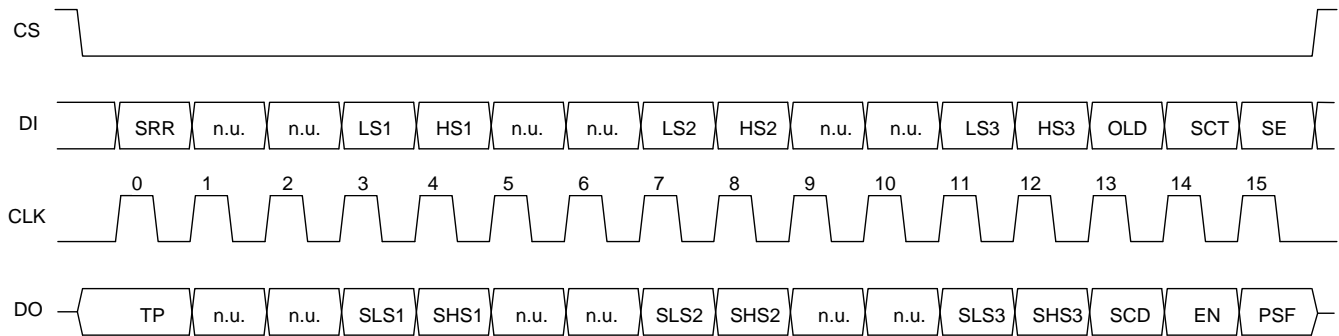 CS
DI SRR n.u. n.u. LS1 HS1 n.u. n.u. LS2 HS2 n.u. n.u. LS3 HS3 OLD SCT SE
0 1 2 3 4 5 6 7 8 9 10 11 12 13 14 15
CLK
DO TP n.u. n.u. SLS1 SHS1 n.u. n.u. SLS2 SHS2 n.u. n.u. SLS3 SHS3 SCD EN PSF